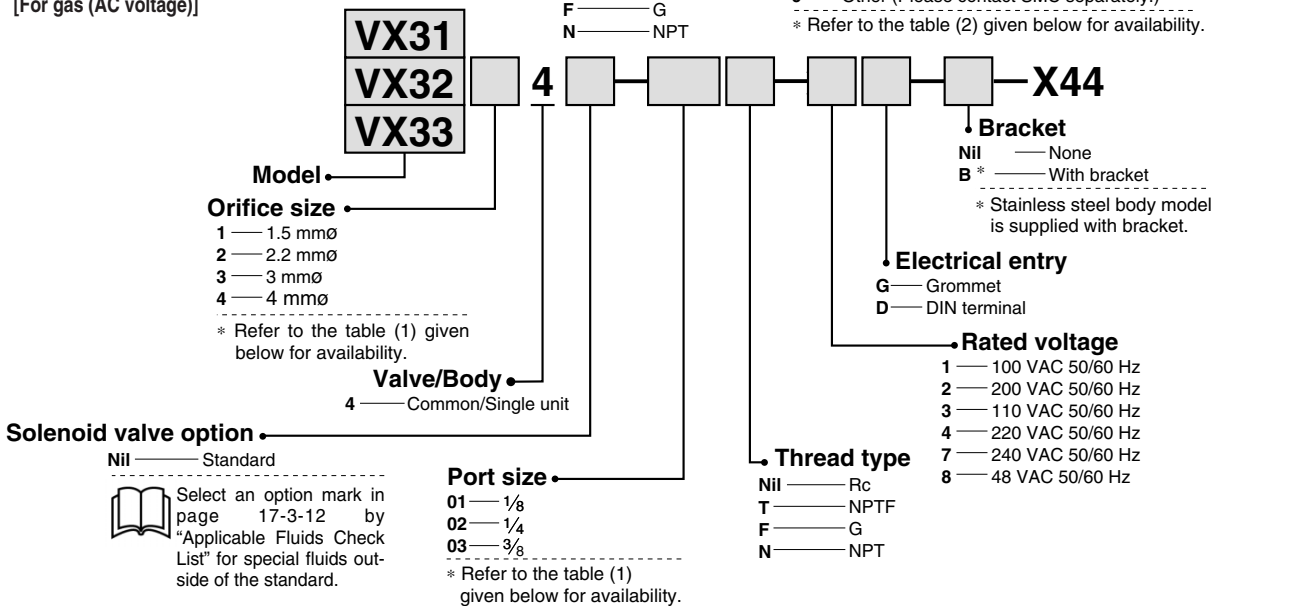 [For gas (AC voltage)]
F G
N NPT
* Refer to the table (2) given below for availability.
VX31
VX32 4 X44
VX33
Model
Orifice size
1 1.5 mmø
2 2.2 mmø
3 3 mmø
4 4 mmø
* Refer to the table (1) given
below for availability.
Valve/Body
4 Common/Single unit
Solenoid valve option
Nil Standard
Select an option mark in
page 17-3-12 by
“Applicable Fluids Check
List” for special fluids out-
side of the standard.
Port size
01 1/8
02 1/4
03 3/8
* Refer to the table (1)
given below for availability.
Thread type
Nil Rc
T NPTF
F G
N NPT
Rated voltage
1 100 VAC 50/60 Hz
2 200 VAC 50/60 Hz
3 110 VAC 50/60 Hz
4 220 VAC 50/60 Hz
7 240 VAC 50/60 Hz
8 48 VAC 50/60 Hz
Electrical entry
G Grommet
D DIN terminal
Bracket
Nil None
B * With bracket
* Stainless steel body model
is supplied with bracket.